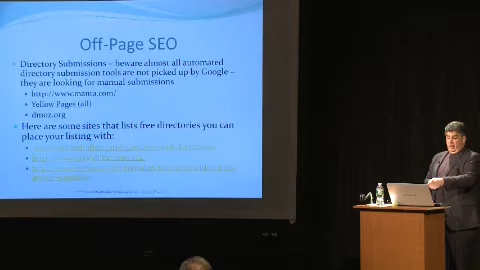 Off-Page SEO
Directory Submissions – beware almost all automated
directory submission tools are not picked up by Google –
they are looking for manual submissions
http://www.manta.com/
Yellow Pages (all)
dmoz.org
Here are some sites that lists free directories you can
place your listing with: